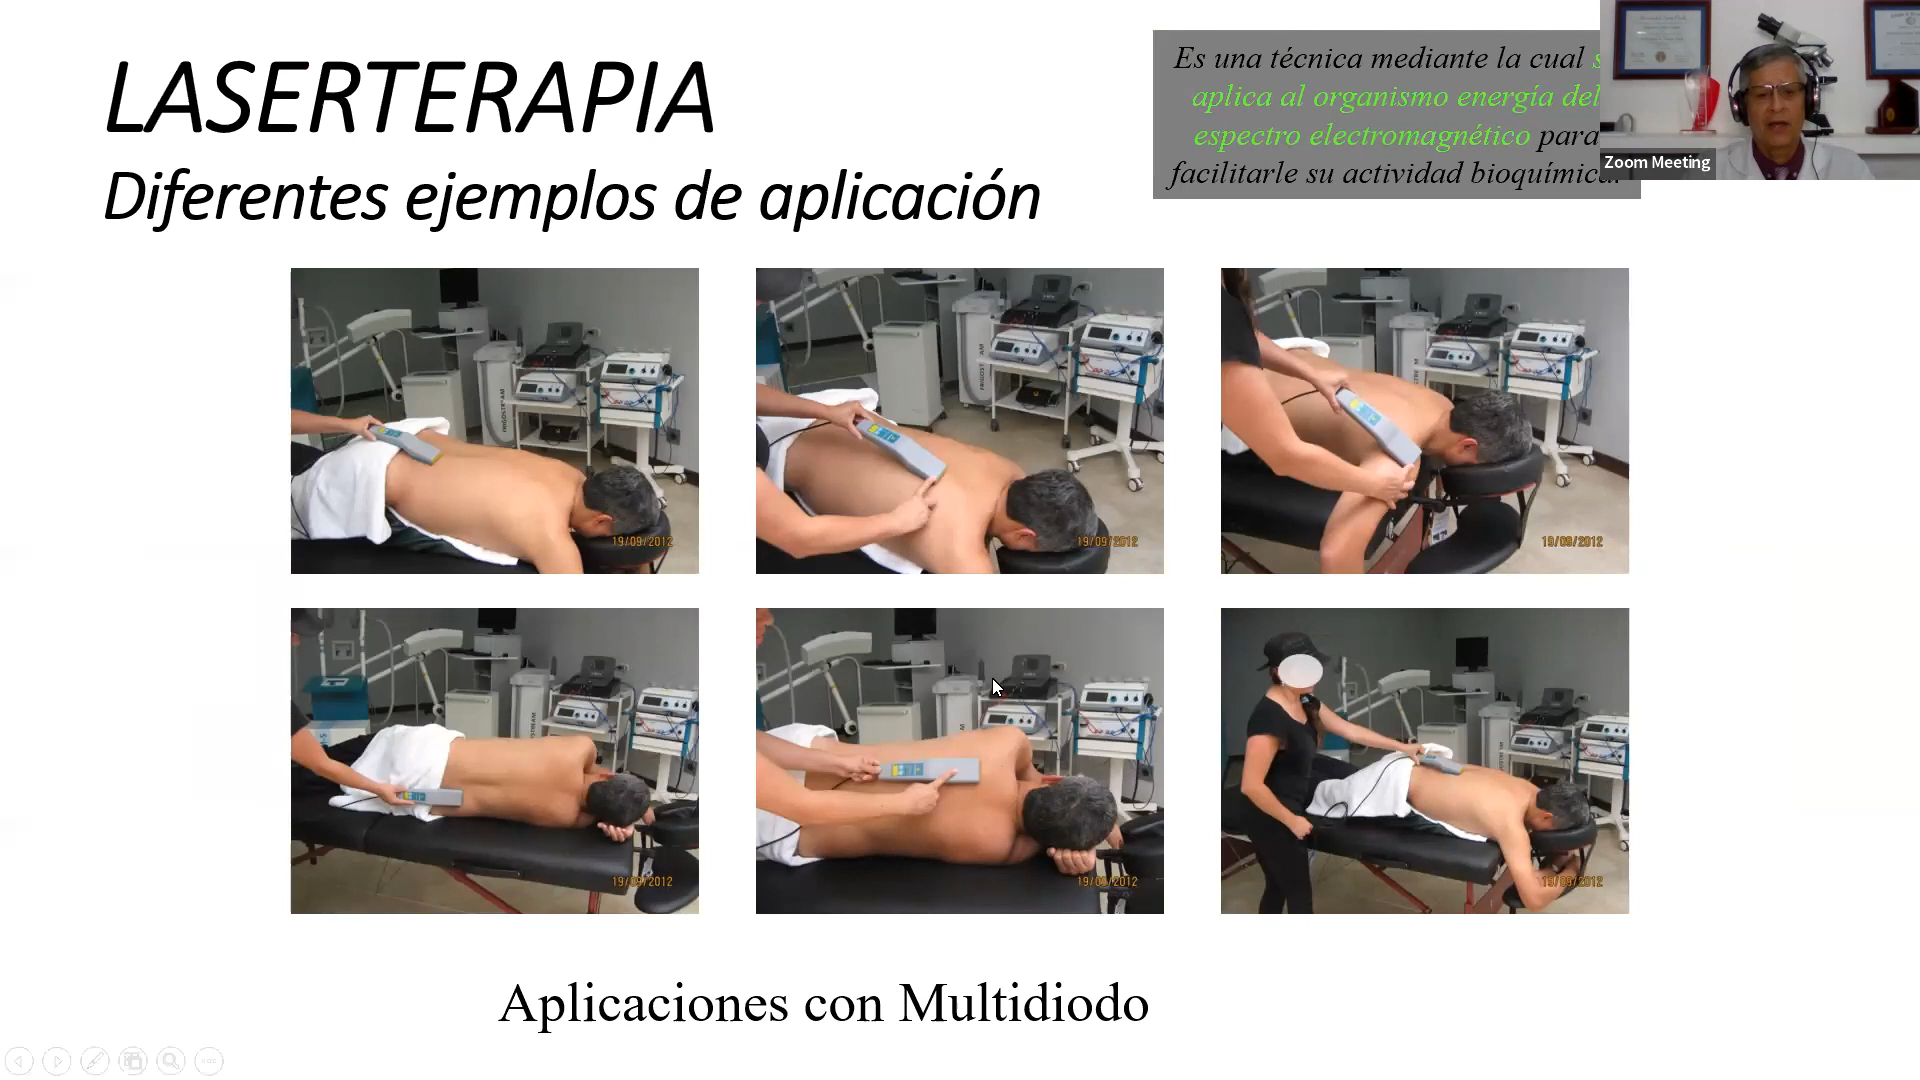 LASERTERAPIA
Diferentes ejemplos de aplicación
Es una técnica mediante la cual
aplica al organismo energía del
espectro electromagnético para
facilitarle su actividad bioquímica.
Zoom Meeting
19/09/2012
19/09/2012
19/09/2012
19/09/2012
19/09/2012
19/09/2012
Aplicaciones con Multidiodo